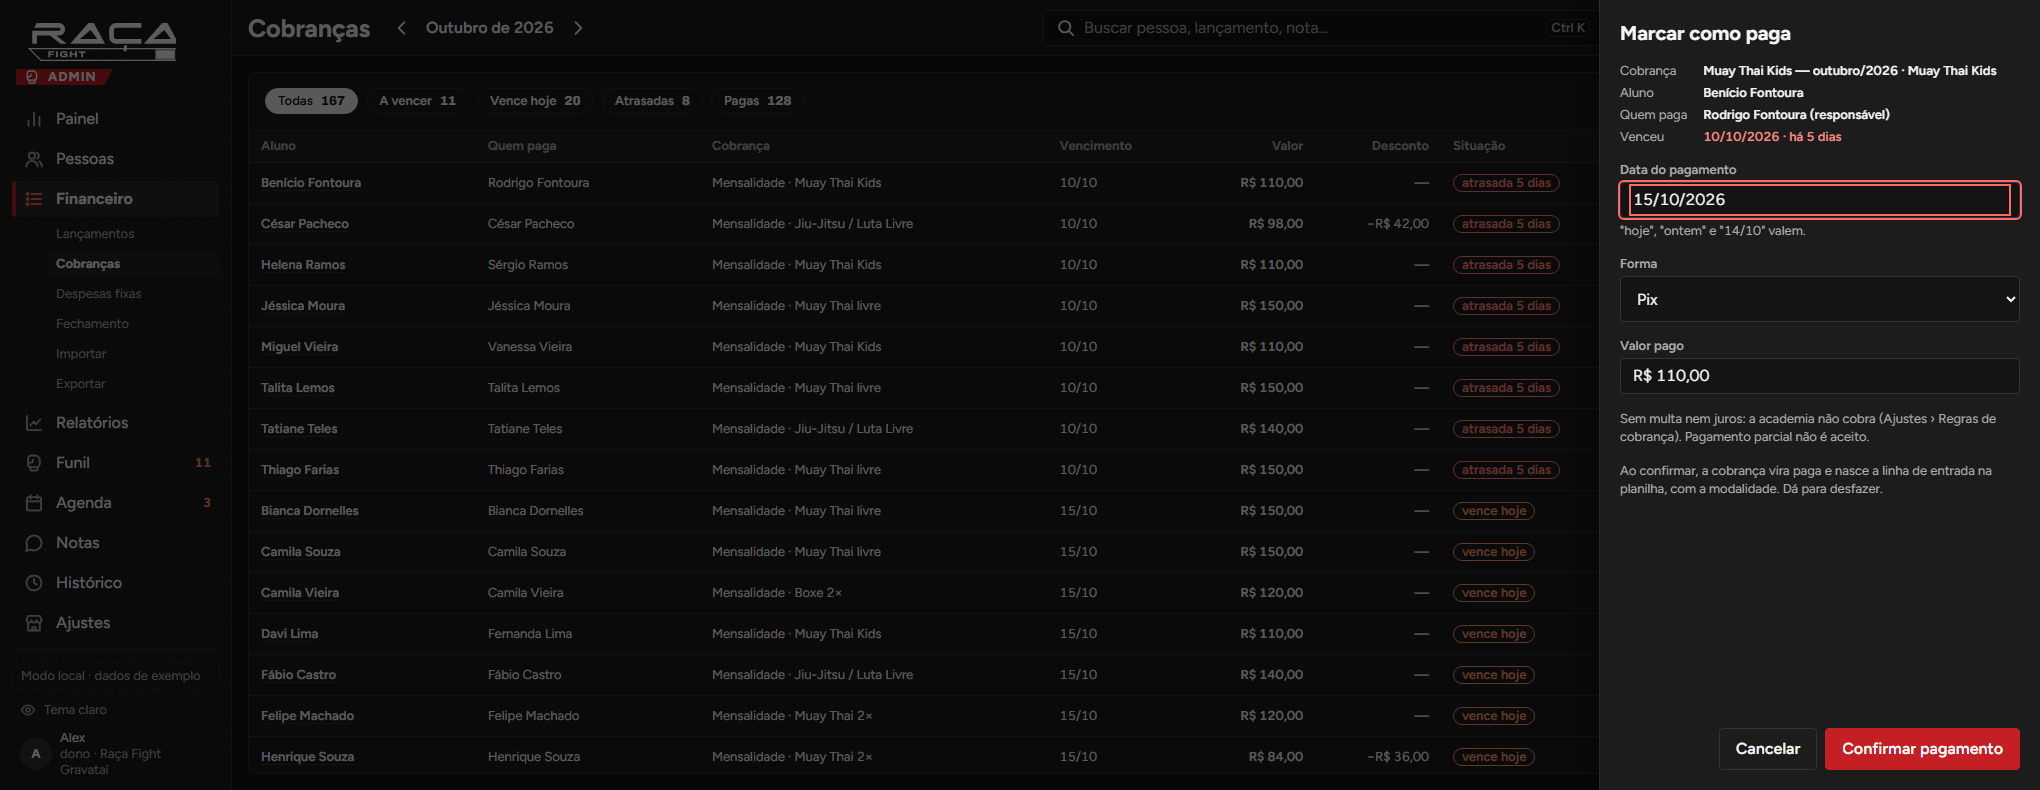 RAÇA
FIGHT
ADMIN
Painel
Pessoas
Financeiro
Lançamentos
Cobranças
Despesas fixas
Fechamento
Importar
Exportar
Relatórios
Funil 11
Agenda 3
Notas
Histórico
Ajustes
Modo local · dados de exemplo
Tema claro
A
Alex
dono · Raça Fight
Gravataí
Cobranças
Outubro de 2026
Buscar pessoa, lançamento, nota...
Ctrl K
Todas 167 A vencer 11 Vence hoje 20 Atrasadas 8 Pagas 128
Aluno Quem paga Cobrança Vencimento Valor Desconto Situação
Benício Fontoura Rodrigo Fontoura Mensalidade · Muay Thai Kids 10/10 R$ 110,00 — atrasada 5 dias
César Pacheco César Pacheco Mensalidade · Jiu-Jitsu / Luta Livre 10/10 R$ 98,00 −R$ 42,00 atrasada 5 dias
Helena Ramos Sérgio Ramos Mensalidade · Muay Thai Kids 10/10 R$ 110,00 — atrasada 5 dias
Jéssica Moura Jéssica Moura Mensalidade · Muay Thai livre 10/10 R$ 150,00 — atrasada 5 dias
Miguel Vieira Vanessa Vieira Mensalidade · Muay Thai Kids 10/10 R$ 110,00 — atrasada 5 dias
Talita Lemos Talita Lemos Mensalidade · Muay Thai livre 10/10 R$ 150,00 — atrasada 5 dias
Tatiane Teles Tatiane Teles Mensalidade · Jiu-Jitsu / Luta Livre 10/10 R$ 140,00 — atrasada 5 dias
Thiago Farias Thiago Farias Mensalidade · Muay Thai livre 10/10 R$ 150,00 — atrasada 5 dias
Bianca Dornelles Bianca Dornelles Mensalidade · Muay Thai livre 15/10 R$ 150,00 — vence hoje
Camila Souza Camila Souza Mensalidade · Muay Thai livre 15/10 R$ 150,00 — vence hoje
Camila Vieira Camila Vieira Mensalidade · Boxe 2× 15/10 R$ 120,00 — vence hoje
Davi Lima Fernanda Lima Mensalidade · Muay Thai Kids 15/10 R$ 110,00 — vence hoje
Fábio Castro Fábio Castro Mensalidade · Jiu-Jitsu / Luta Livre 15/10 R$ 140,00 — vence hoje
Felipe Machado Felipe Machado Mensalidade · Muay Thai 2× 15/10 R$ 120,00 — vence hoje
Henrique Souza Henrique Souza Mensalidade · Muay Thai 2× 15/10 R$ 84,00 −R$ 36,00 vence hoje
Marcar como paga
Cobrança Muay Thai Kids — outubro/2026 · Muay Thai Kids
Aluno Benício Fontoura
Quem paga Rodrigo Fontoura (responsável)
Venceu 10/10/2026 · há 5 dias
Data do pagamento
15/10/2026
"hoje", "ontem" e "14/10" valem.
Forma
Pix
Valor pago
R$ 110,00
Sem multa nem juros: a academia não cobra (Ajustes › Regras de
cobrança). Pagamento parcial não é aceito.
Ao confirmar, a cobrança vira paga e nasce a linha de entrada na
planilha, com a modalidade. Dá para desfazer.
Cancelar
Confirmar pagamento